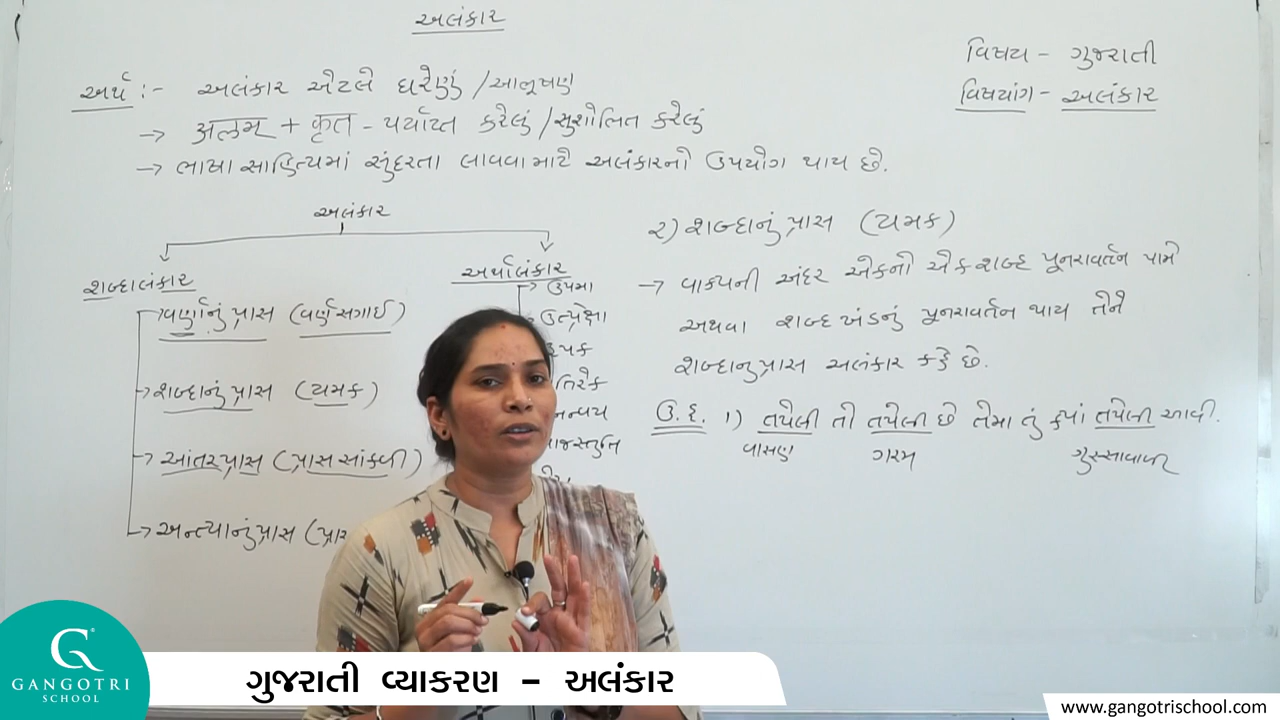 અલંકાર
વિષય - ગુજરાતી
વિષયાંગ - અલંકાર
અર્થ :- અલંકાર એટલે ઘરેણું / આભૂષણ
→ અલમ્ + કૃત - પર્યાપ્ત કરેલું / સુશોભિત કરેલું
→ ભાષા સાહિત્યમાં સુંદરતા લાવવા માટે અલંકારનો ઉપયોગ થાય છે.
અલંકાર
શબ્દાલંકાર
→ વર્ણાનુંપ્રાસ (વર્ણસગાઈ)
→ શબ્દાનુંપ્રાસ (યમક)
→ આંતરપ્રાસ (પ્રાસસાંકળી)
→ અન્ત્યાનુંપ્રાસ
અર્થાલંકાર
→ ઉપમા
ઉત્પ્રેક્ષા
૨) શબ્દાનુંપ્રાસ (યમક)
→ વાક્યની અંદર એકનો એક શબ્દ પૂનરાવર્તન પામે
અથવા શબ્દખંડનું પૂનરાવર્તન થાય તેને
શબ્દાનુપ્રાસ અલંકાર કહે છે.
ઉ.દ. ૧) તપેલી તો તપેલી છે તેમા તું ક્યાં તપેલી આવી.
વાસણ ગરમ ગુસ્સાવાળી
GANGOTRI
SCHOOL
ગુજરાતી વ્યાકરણ – અલંકાર
www.gangotrischool.com